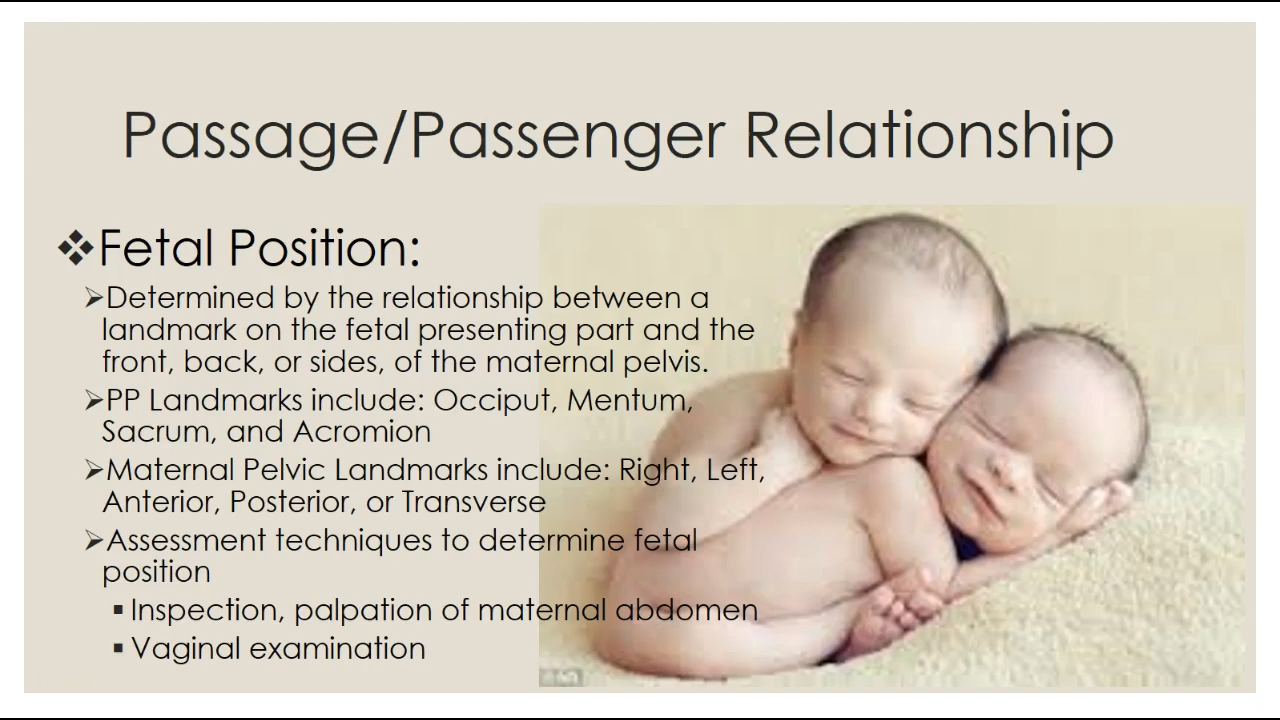 Passage/Passenger Relationship
❖Fetal Position:
➢Determined by the relationship between a
landmark on the fetal presenting part and the
front, back, or sides, of the maternal pelvis.
➢PP Landmarks include: Occiput, Mentum,
Sacrum, and Acromion
➢Maternal Pelvic Landmarks include: Right, Left,
Anterior, Posterior, or Transverse
➢Assessment techniques to determine fetal
position
▪Inspection, palpation of maternal abdomen
▪Vaginal examination